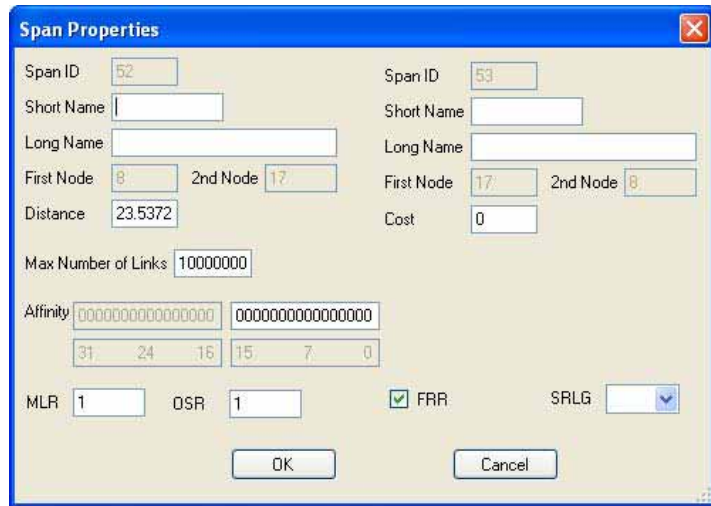 Span Properties
Span ID 52
Short Name
Long Name
First Node 8 2nd Node 17
Distance 23.5372
Span ID 53
Short Name
Long Name
First Node 17 2nd Node 8
Cost 0
Max Number of Links 10000000
Affinity 0000000000000000 0000000000000000
31 24 16 15 7 0
MLR 1 OSR 1 FRR SRLG
OK Cancel